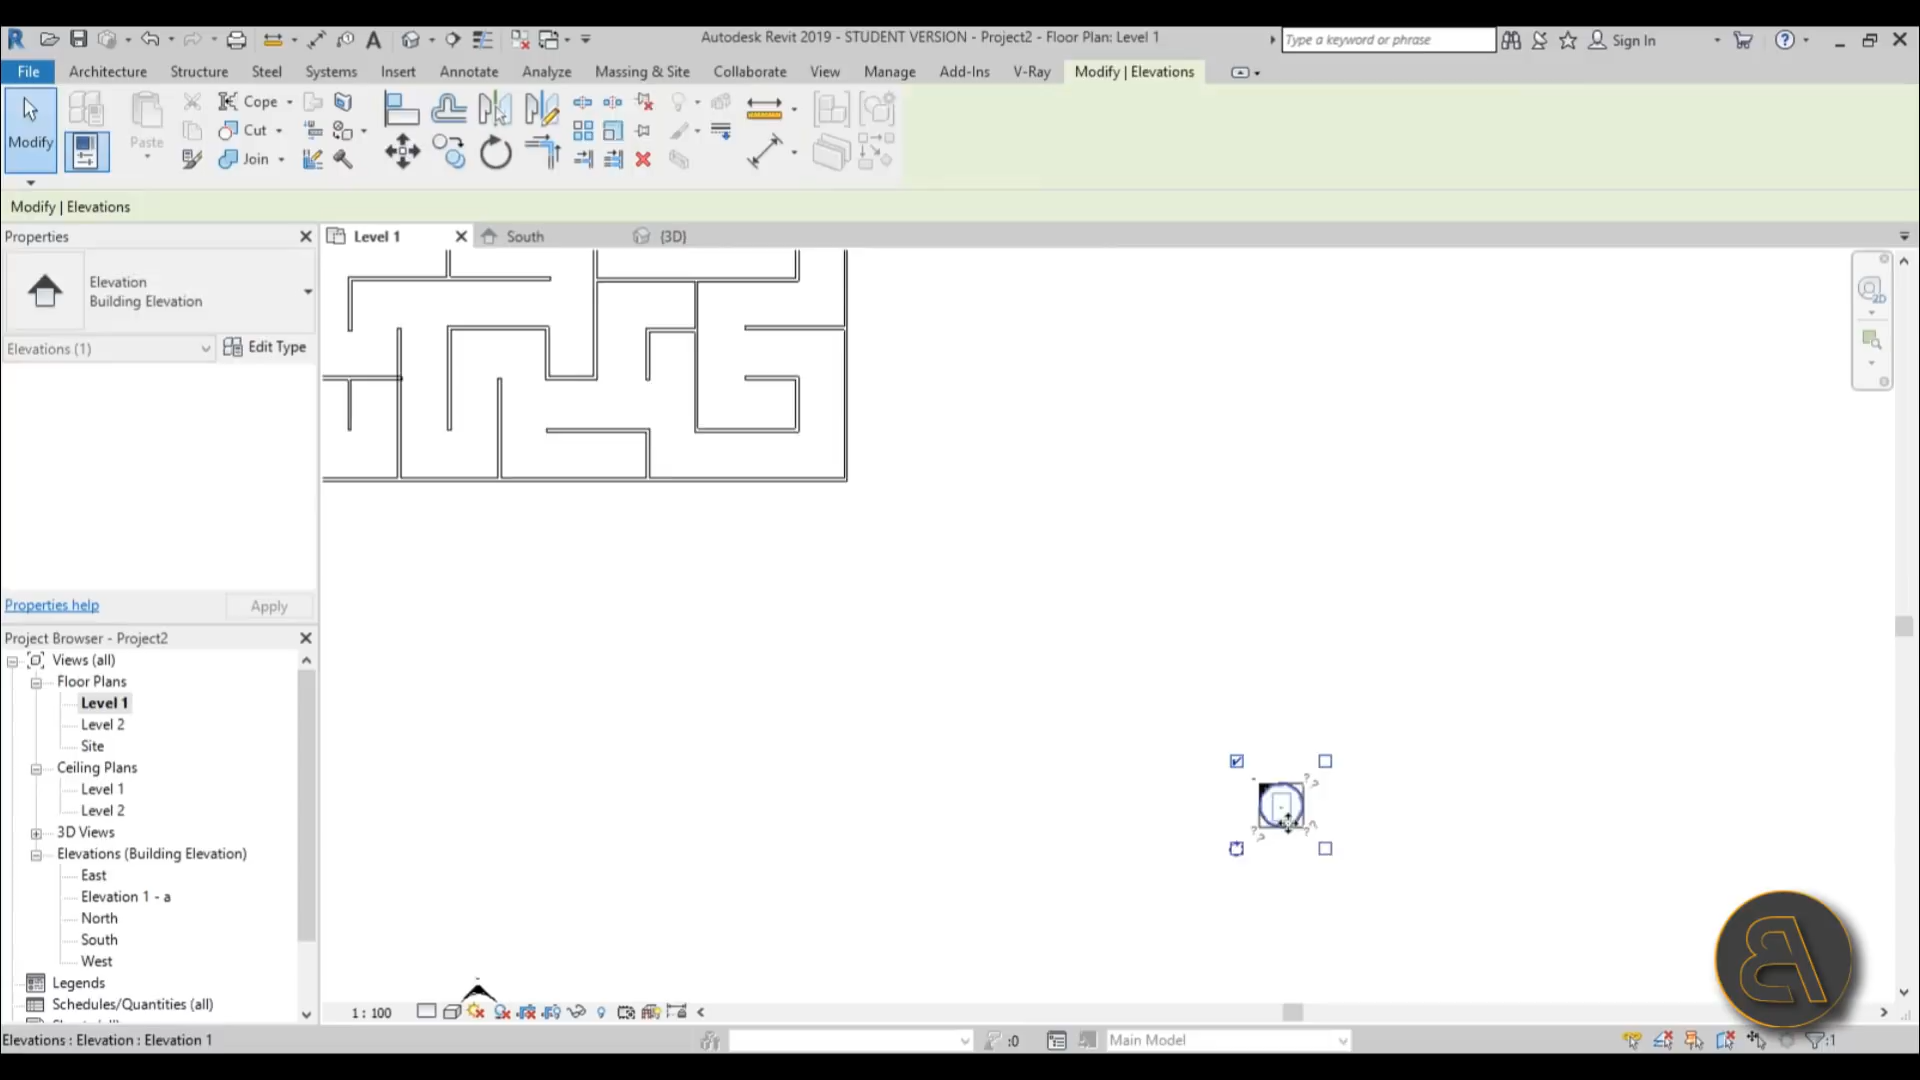 Autodesk Revit 2019 - STUDENT VERSION - Project2 - Floor Plan: Level 1
Type a keyword or phrase
Sign In
File Architecture Structure Steel Systems Insert Annotate Analyze Massing & Site Collaborate View Manage Add-Ins V-Ray Modify | Elevations
Modify
Paste
Cope
Cut
Join
Modify | Elevations
Properties
Level 1
South
{3D}
Elevation
Building Elevation
Elevations (1)
Edit Type
2D
Properties help
Apply
Project Browser - Project2
Views (all)
Floor Plans
Level 1
Level 2
Site
Ceiling Plans
Level 1
Level 2
3D Views
Elevations (Building Elevation)
East
Elevation 1 - a
North
South
West
Legends
Schedules/Quantities (all)
1 : 100
Elevations : Elevation : Elevation 1
:0
Main Model
:1